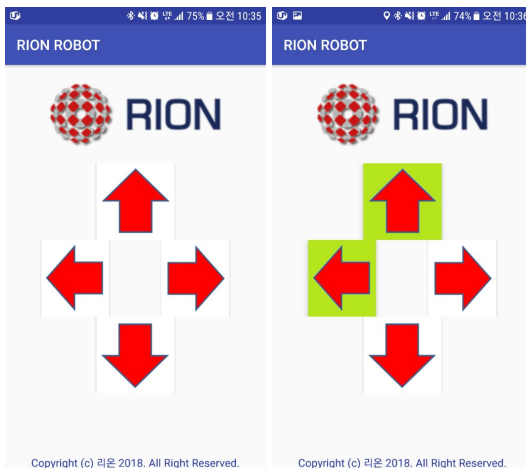 75% 오전 10:35
RION ROBOT
RION
Copyright (c) 리온 2018. All Right Reserved.
74% 오전 10:36
RION ROBOT
RION
Copyright (c) 리온 2018. All Right Reserved.